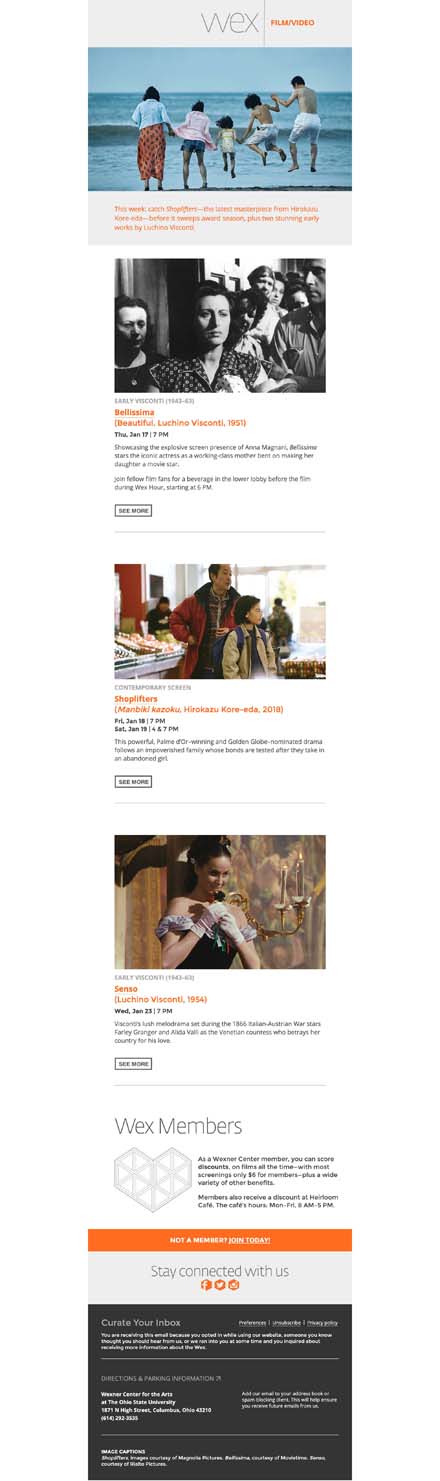 wex FILM/VIDEO
This week: catch Shoplifters—the latest masterpiece from Hirokazu
Kore-eda—before it sweeps award season, plus two stunning early
works by Luchino Visconti.
EARLY VISCONTI (1943–63)
Bellissima
(Beautiful, Luchino Visconti, 1951)
Thu, Jan 17 | 7 PM
Showcasing the explosive screen presence of Anna Magnani, Bellissima
stars the iconic actress as a working-class mother bent on making her
daughter a movie star.
Join fellow film fans for a beverage in the lower lobby before the film
during Wex Hour, starting at 6 PM.
SEE MORE
CONTEMPORARY SCREEN
Shoplifters
(Manbiki kazoku, Hirokazu Kore-eda, 2018)
Fri, Jan 18 | 7 PM
Sat, Jan 19 | 4 & 7 PM
This powerful, Palme d'Or–winning and Golden Globe–nominated drama
follows an impoverished family whose bonds are tested after they take in
an abandoned girl.
SEE MORE
EARLY VISCONTI (1943–63)
Senso
(Luchino Visconti, 1954)
Wed, Jan 23 | 7 PM
Visconti's lush melodrama set during the 1866 Italian-Austrian War stars
Farley Granger and Alida Valli as the Venetian countess who betrays her
country for his love.
SEE MORE
Wex Members
As a Wexner Center member, you can score
discounts, on films all the time—with most
screenings only $6 for members—plus a wide
variety of other benefits.
Members also receive a discount at Heirloom
Café. The café's hours: Mon–Fri, 8 AM–5 PM.
NOT A MEMBER? JOIN TODAY!
Stay connected with us
Curate Your Inbox
Preferences | Unsubscribe | Privacy policy
You are receiving this email because you opted in while using our website, someone you know
thought you should hear from us, or we ran into you at some time and you inquired about
receiving more information about the Wex.
DIRECTIONS & PARKING INFORMATION
Wexner Center for the Arts
at The Ohio State University
1871 N High Street, Columbus, Ohio 43210
(614) 292-3535
Add our email to your address book or
spam blocking client. This will help ensure
you receive future emails from us.
IMAGE CAPTIONS
Shoplifters, images courtesy of Magnolia Pictures. Bellissima, courtesy of Movietime. Senso,
courtesy of Rialto Pictures.